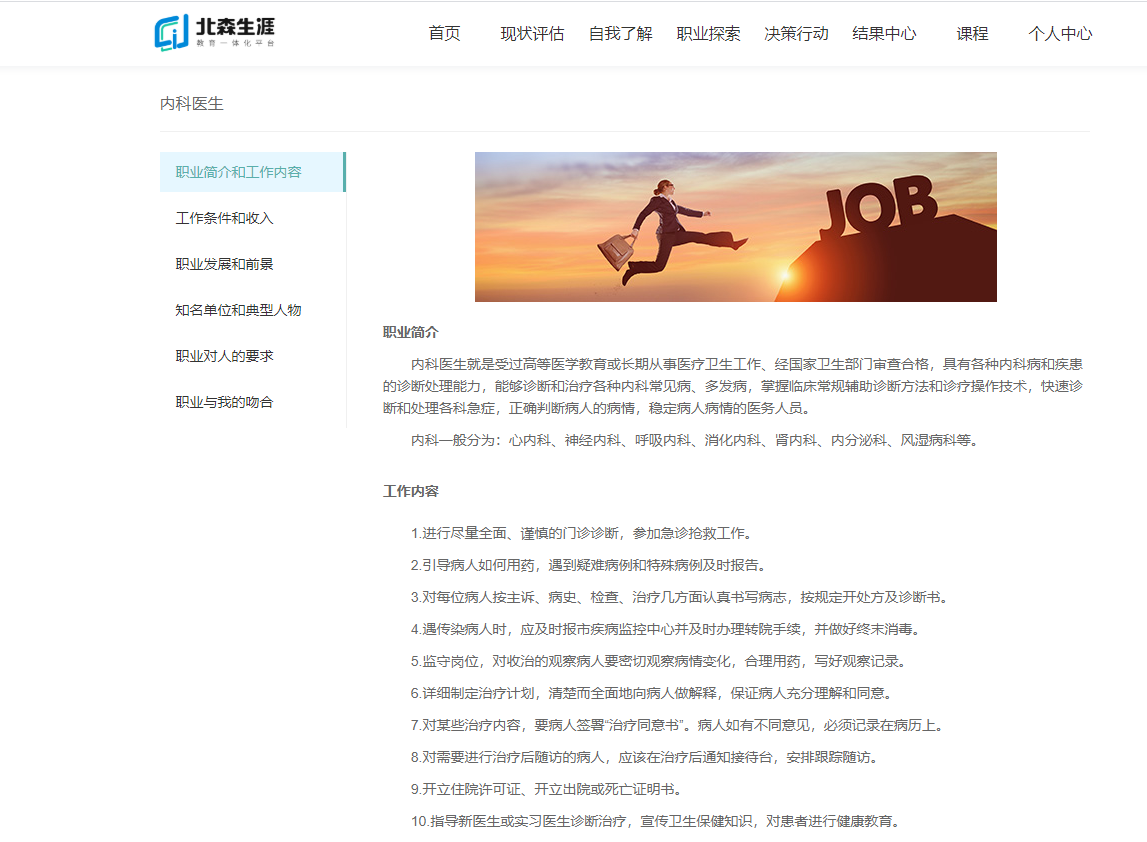 北森生涯
教育一体化平台
首页 现状评估 自我了解 职业探索 决策行动 结果中心 课程 个人中心
内科医生
职业简介和工作内容
工作条件和收入
职业发展和前景
知名单位和典型人物
职业对人的要求
职业与我的吻合
JOB
职业简介
内科医生就是受过高等医学教育或长期从事医疗卫生工作、经国家卫生部门审查合格，具有各种内科病和疾患
的诊断处理能力，能够诊断和治疗各种内科常见病、多发病，掌握临床常规辅助诊断方法和诊疗操作技术，快速诊
断和处理各科急症，正确判断病人的病情，稳定病人病情的医务人员。
内科一般分为：心内科、神经内科、呼吸内科、消化内科、肾内科、内分泌科、风湿病科等。
工作内容
1.进行尽量全面、谨慎的门诊诊断，参加急诊抢救工作。
2.引导病人如何用药，遇到疑难病例和特殊病例及时报告。
3.对每位病人按主诉、病史、检查、治疗几方面认真书写病志，按规定开处方及诊断书。
4.遇传染病人时，应及时报市疾病监控中心并及时办理转院手续，并做好终末消毒。
5.监守岗位，对收治的观察病人要密切观察病情变化，合理用药，写好观察记录。
6.详细制定治疗计划，清楚而全面地向病人做解释，保证病人充分理解和同意。
7.对某些治疗内容，要病人签署“治疗同意书”。病人如有不同意见，必须记录在病历上。
8.对需要进行治疗后随访的病人，应该在治疗后通知接待台，安排跟踪随访。
9.开立住院许可证、开立出院或死亡证明书。
10.指导新医生或实习医生诊断治疗，宣传卫生保健知识，对患者进行健康教育。